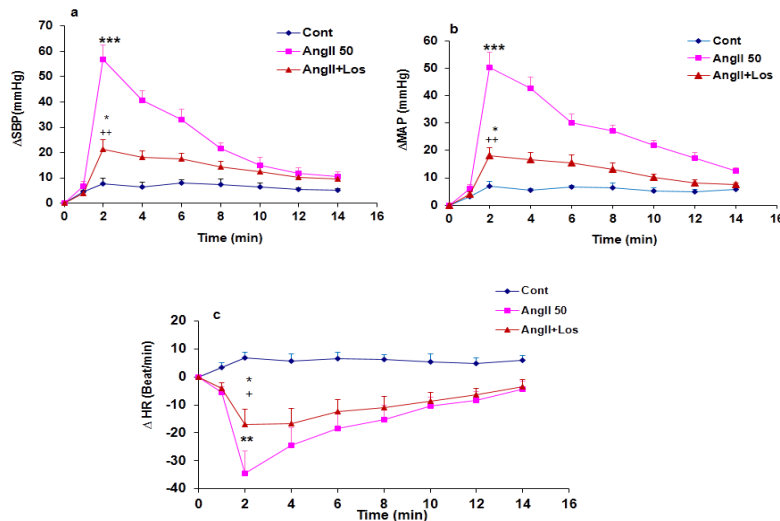 a
70
60
50
40
30
20
10
0
ΔSBP(mmHg)
***
*
++
Cont
AngII 50
AngII+Los
0 2 4 6 8 10 12 14 16
Time (min)
b
60
50
40
30
20
10
0
ΔMAP(mmHg)
***
*
++
Cont
AngII 50
AngII+Los
0 2 4 6 8 10 12 14 16
Time (min)
c
20
10
0
-10
-20
-30
-40
Δ HR (Beat/min)
*
+
**
Cont
AngII 50
AngII+Los
0 2 4 6 8 10 12 14 16
Time (min)